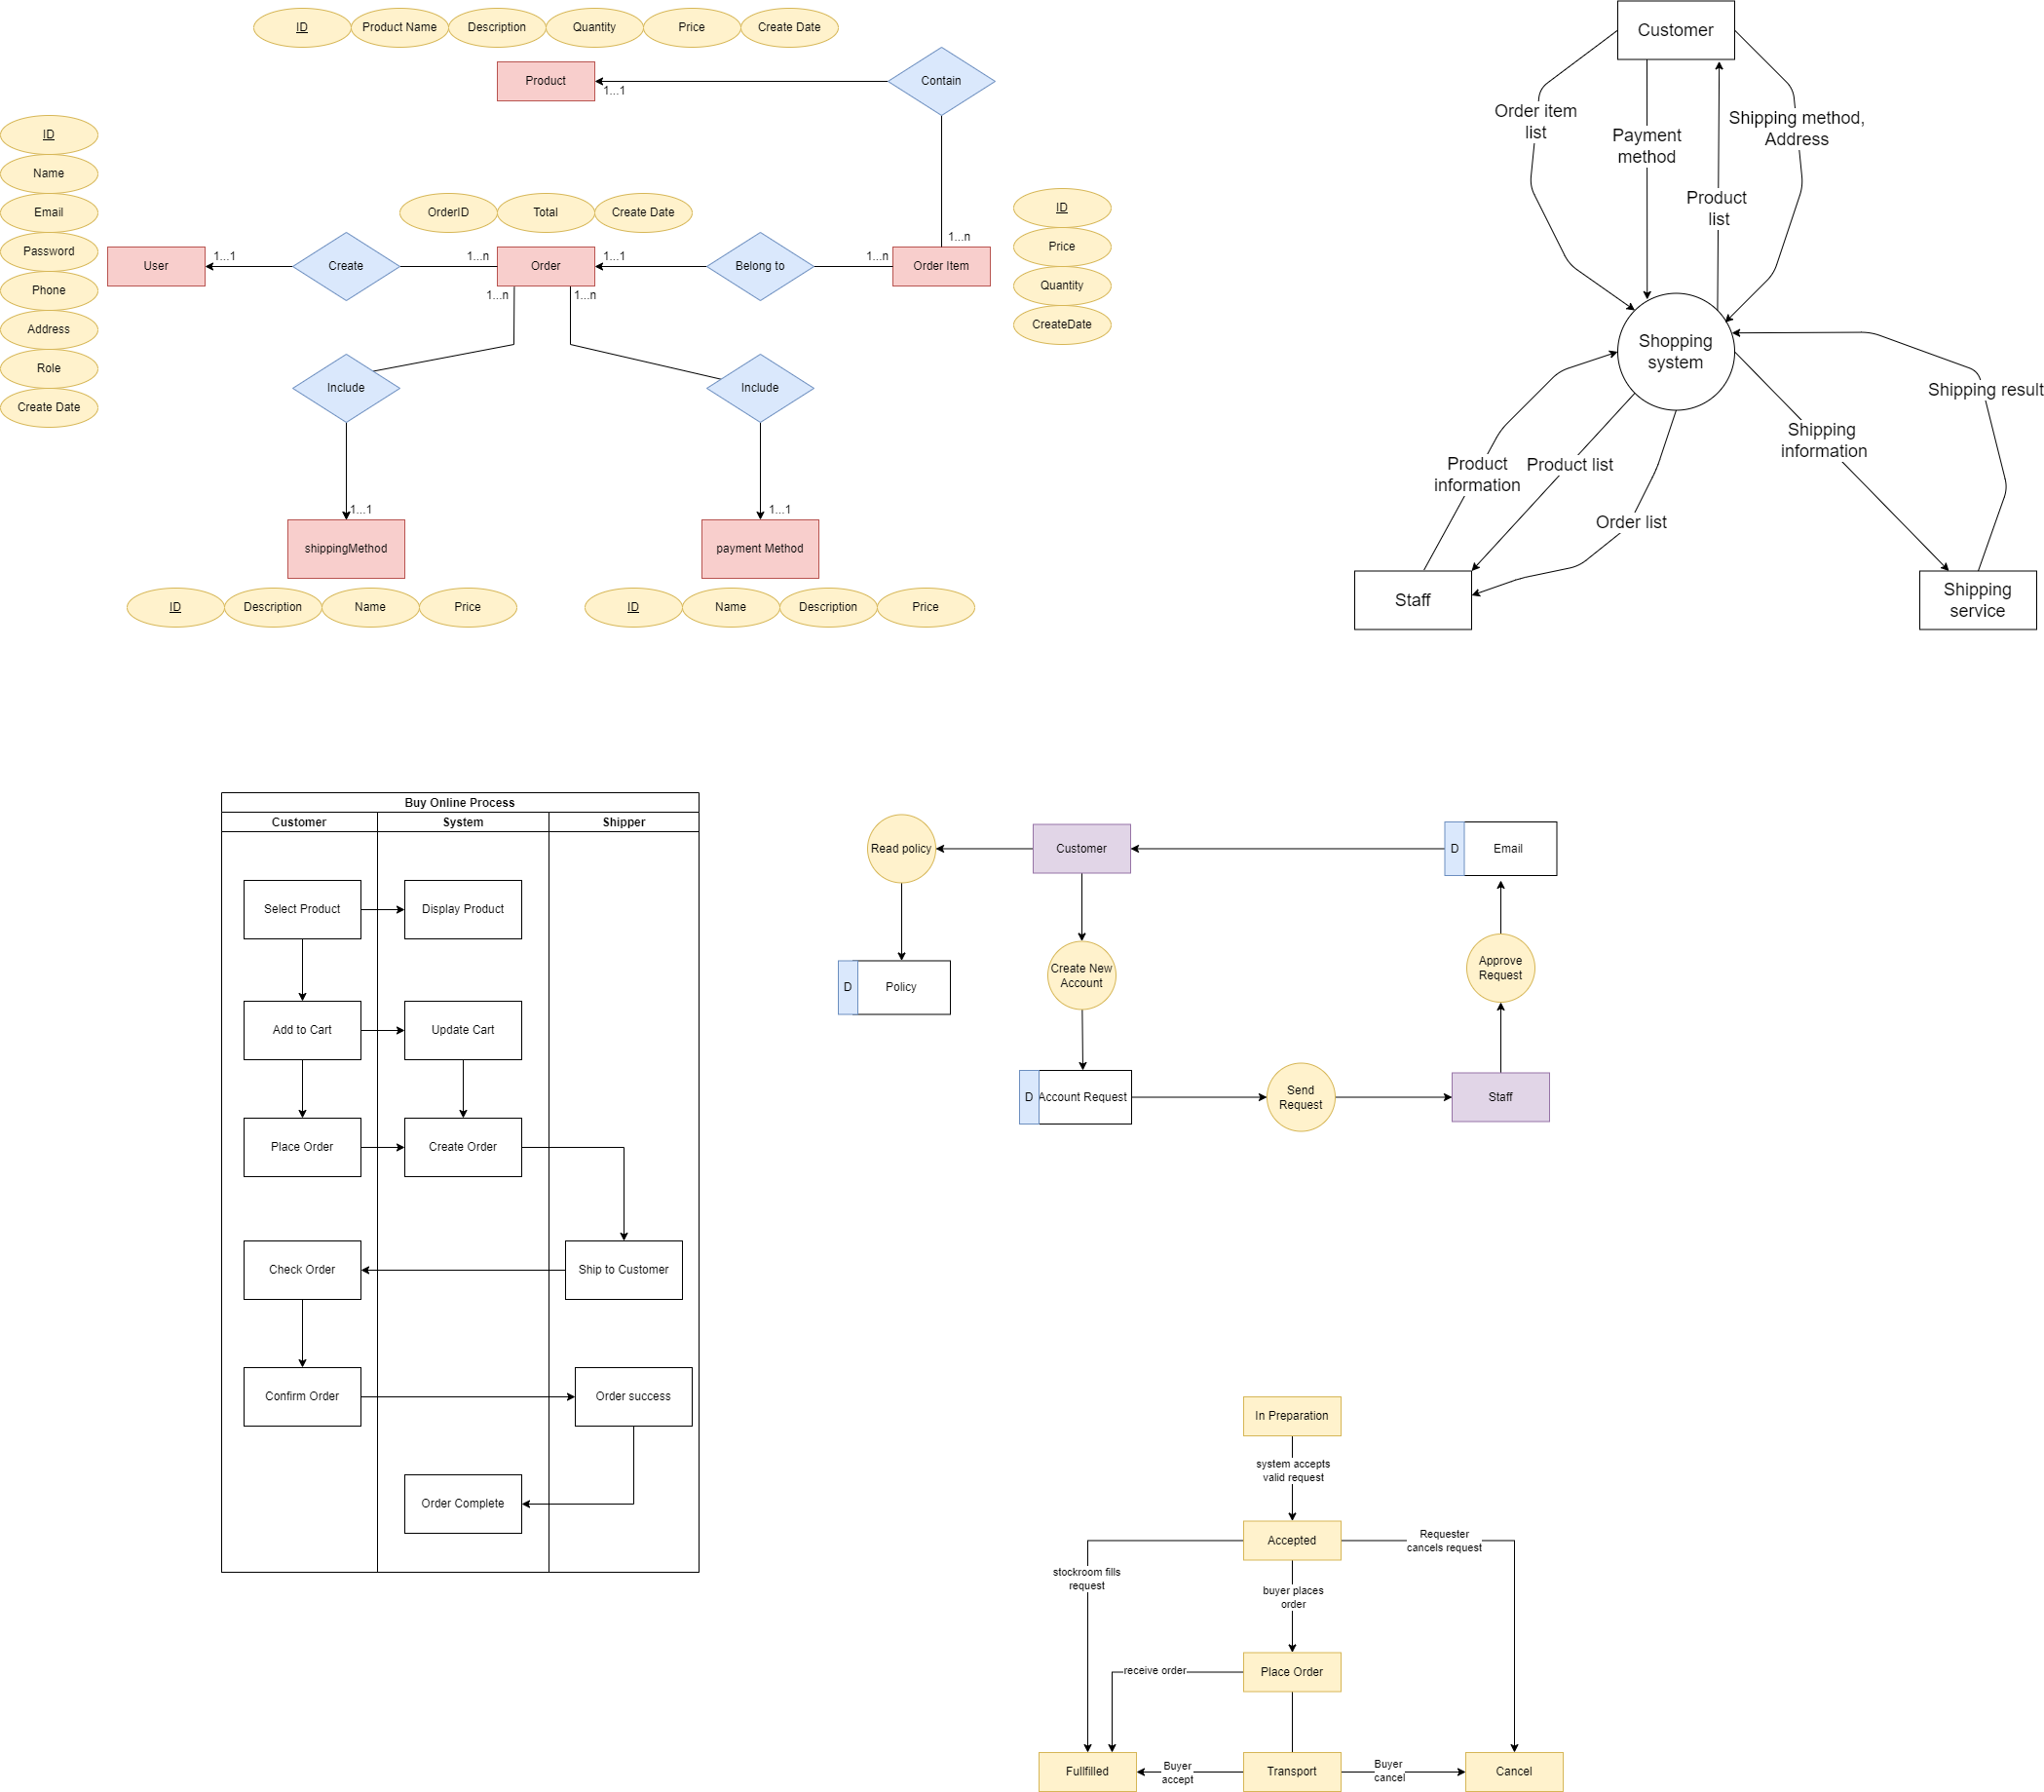 ID
Product Name
Description
Quantity
Price
Create Date
Product
1...1
Contain
ID
Name
Email
Password
Phone
Address
Role
Create Date
OrderID
Total
Create Date
User
1...1
Create
1...n
Order
1...1
Belong to
1...n
Order Item
1...n
ID
Price
Quantity
CreateDate
1...n
1...n
Include
Include
1...1
1...1
shippingMethod
payment Method
ID
Description
Name
Price
ID
Name
Description
Price
Customer
Order item
list
Payment
method
Product
list
Shipping method,
Address
Shopping
system
Shipping result
Shipping
information
Product
information
Product list
Order list
Staff
Shipping
service
Buy Online Process
Customer
System
Shipper
Select Product
Display Product
Add to Cart
Update Cart
Place Order
Create Order
Check Order
Ship to Customer
Confirm Order
Order success
Order Complete
Read policy
Customer
D
Email
D
Policy
Create New
Account
Approve
Request
D
Account Request
Send
Request
Staff
In Preparation
system accepts
valid request
Accepted
Requester
cancels request
stockroom fills
request
buyer places
order
receive order
Place Order
Fullfilled
Buyer
accept
Transport
Buyer
cancel
Cancel